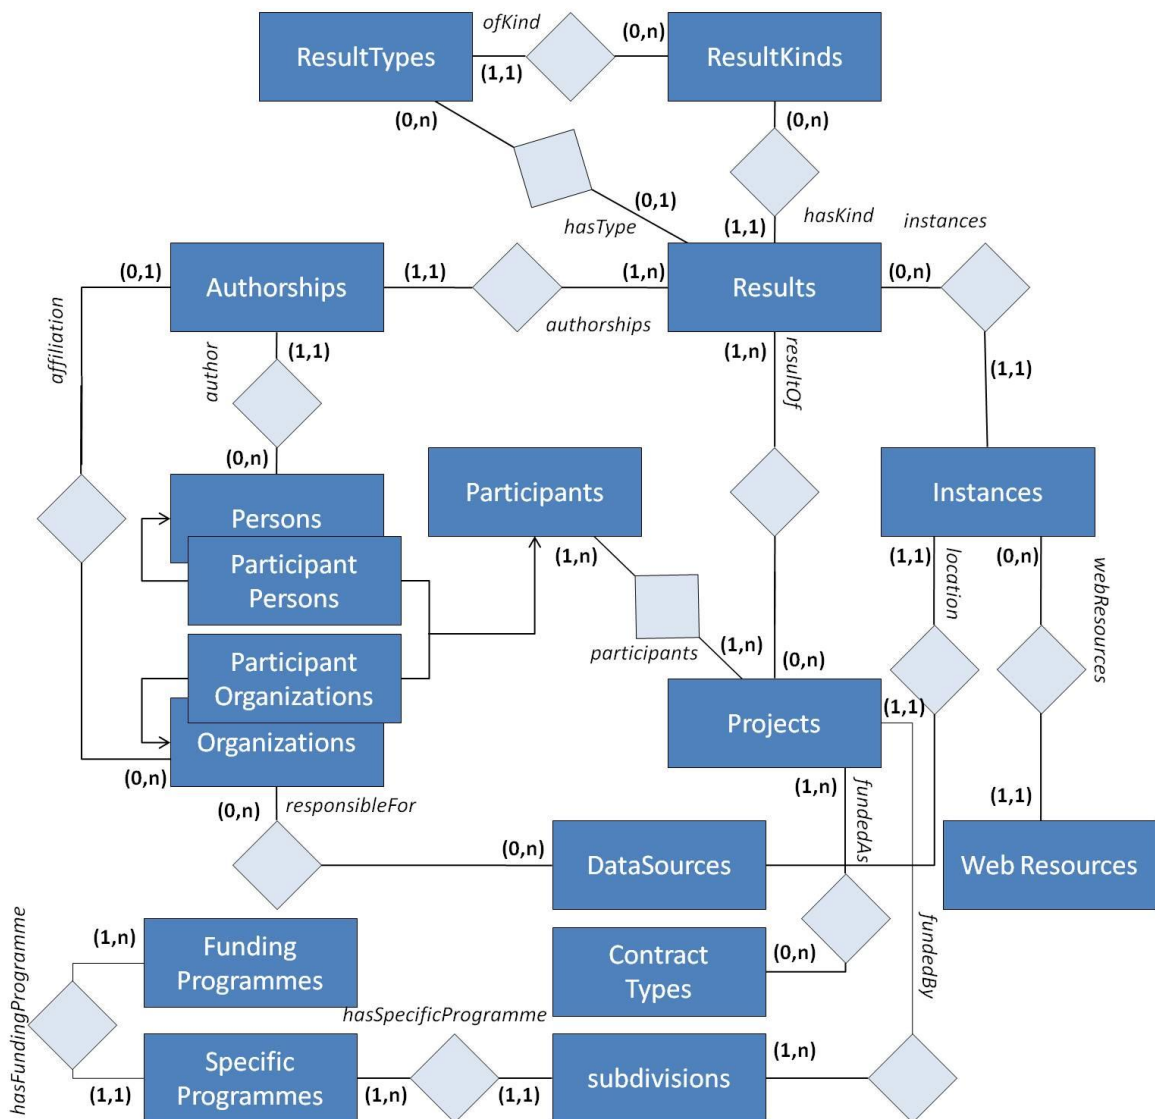 ofKind
ResultTypes
(1,1)
(0,n)
ResultKinds
(0,n)
(0,n)
(0,1)
hasType
(1,1)
hasKind
instances
(0,1)
Authorships
(1,1)
authorships
(1,n)
Results
(0,n)
affiliation
author
(1,1)
(1,n)
resultOf
(1,1)
(0,n)
Persons
Participant
Persons
Participants
(1,n)
Instances
(1,1)
location
(0,n)
webResources
Participant
Organizations
Organizations
(0,n)
participants
(1,n)
(0,n)
Projects
(1,1)
(0,n)
responsibleFor
(1,n)
fundedAs
(1,1)
(0,n)
DataSources
Web Resources
hasFundingProgramme
(1,n)
Funding
Programmes
Contract
Types
(0,n)
fundedBy
hasSpecificProgramme
(1,1)
Specific
Programmes
(1,n)
(1,1)
subdivisions
(1,n)